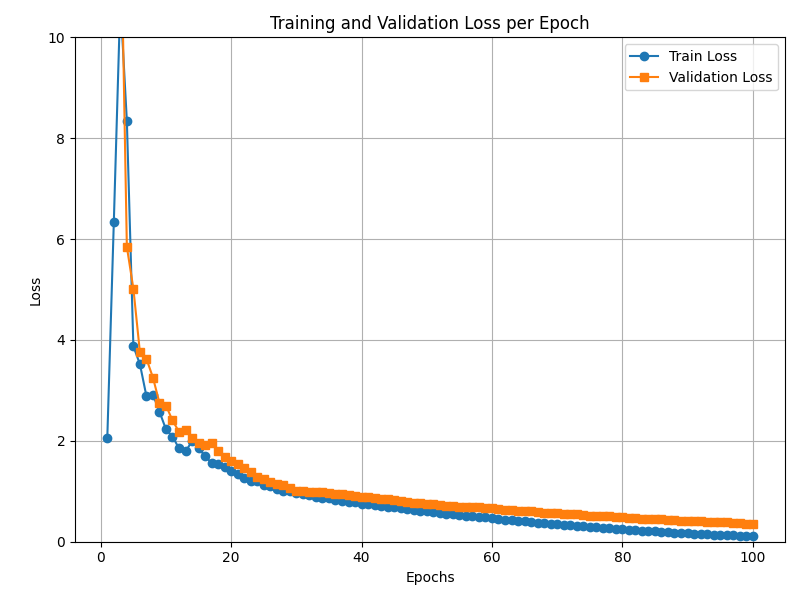 Training and Validation Loss per Epoch
10
8
6
4
2
0
Loss
Train Loss
Validation Loss
0 20 40 60 80 100
Epochs